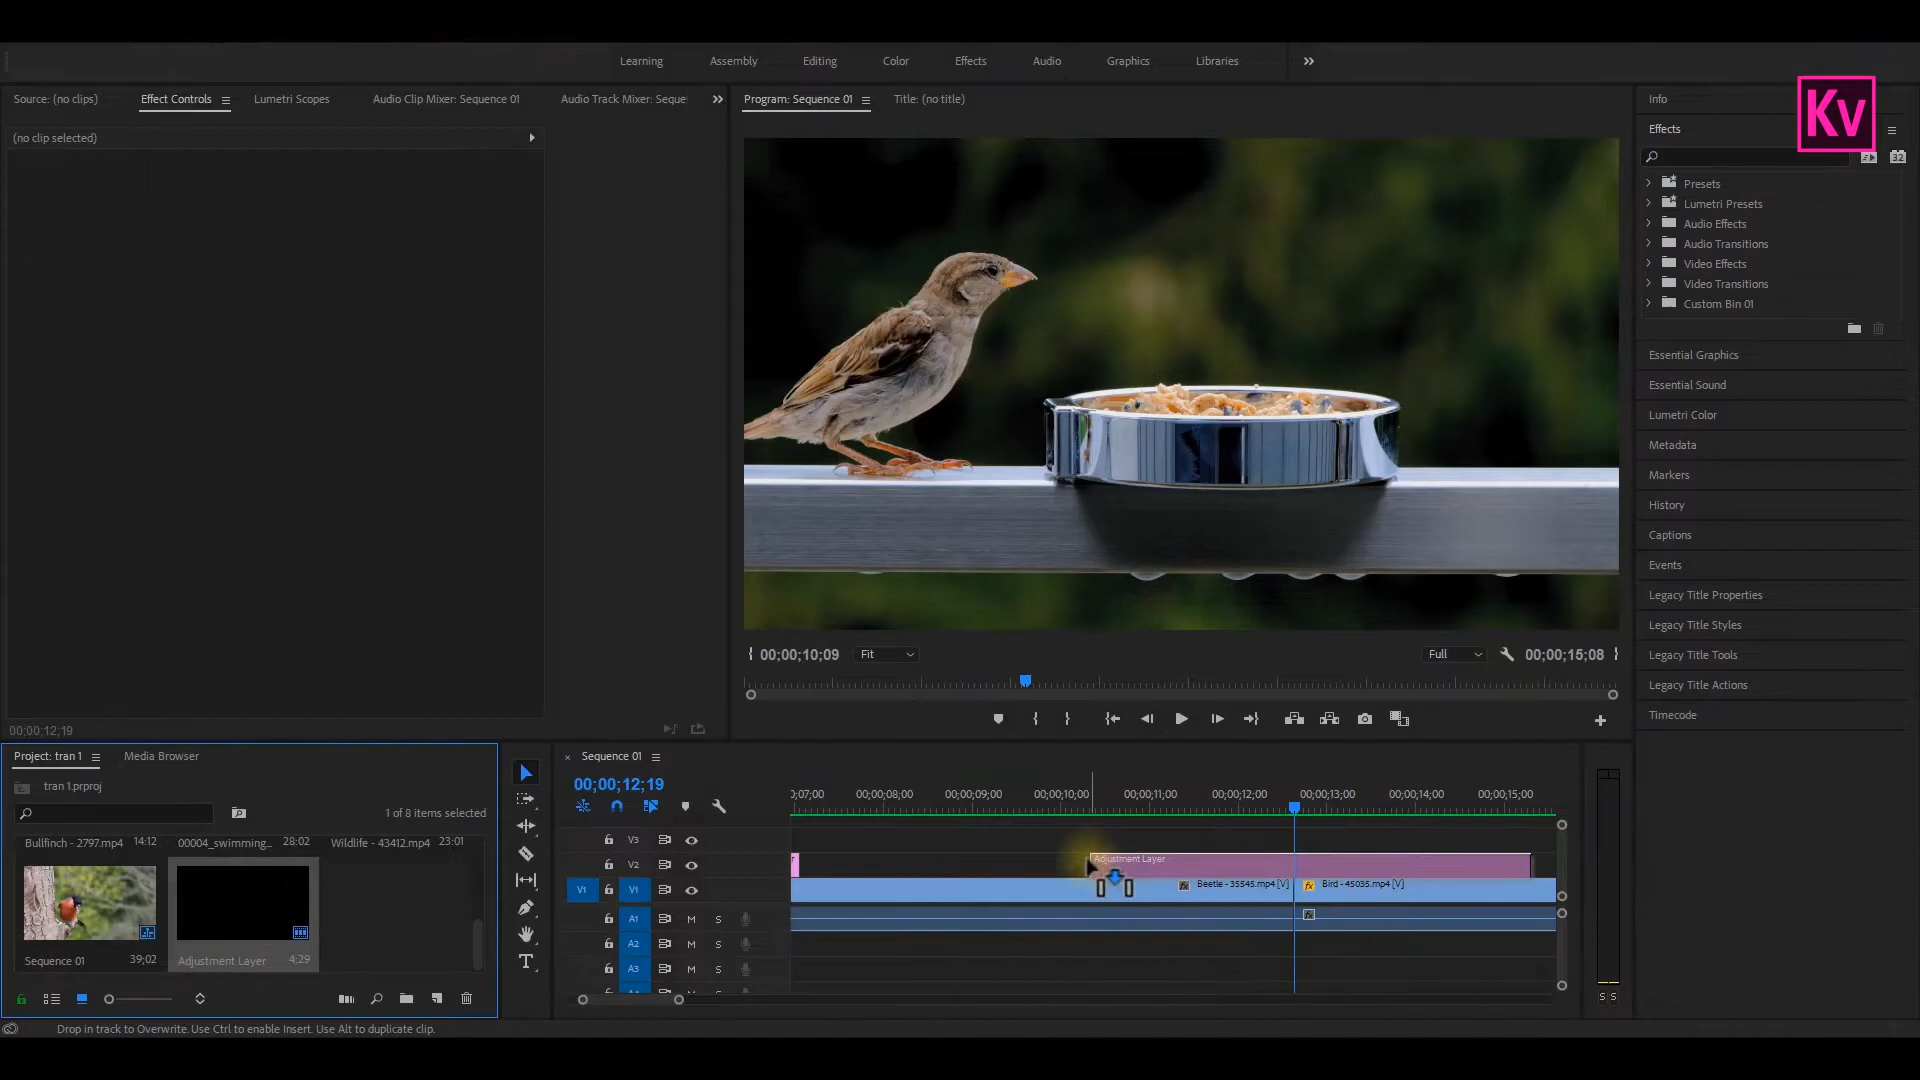 Learning Assembly Editing Color Effects Audio Graphics Libraries
Kv
Source: (no clips) Effect Controls Lumetri Scopes Audio Clip Mixer: Sequence 01 Audio Track Mixer: Seque
(no clip selected)
00;00;12;19
Program: Sequence 01 Title: (no title)
00;00;10;09 Fit Full 00;00;15;08
Info
Effects
32
Presets
Lumetri Presets
Audio Effects
Audio Transitions
Video Effects
Video Transitions
Custom Bin 01
Essential Graphics
Essential Sound
Lumetri Color
Metadata
Markers
History
Captions
Events
Legacy Title Properties
Legacy Title Styles
Legacy Title Tools
Legacy Title Actions
Timecode
Project: tran 1 Media Browser
tran 1.prproj
1 of 8 items selected
Bullfinch - 2797.mp4 14:12 00004_swimming... 28:02 Wildlife - 43412.mp4 23:01
Sequence 01 39;02 Adjustment Layer 4;29
× Sequence 01
00;00;12;19
0;07;00 00;00;08;00 00;00;09;00 00;00;10;00 00;00;11;00 00;00;12;00 00;00;13;00 00;00;14;00 00;00;15;00
V3
V2 r Adjustment Layer
V1 V1 fx Beetle - 35545.mp4 [V] fx Bird - 45035.mp4 [V]
A1 M S fx
A2 M S
A3 M S
S S
T
Drop in track to Overwrite. Use Ctrl to enable Insert. Use Alt to duplicate clip.